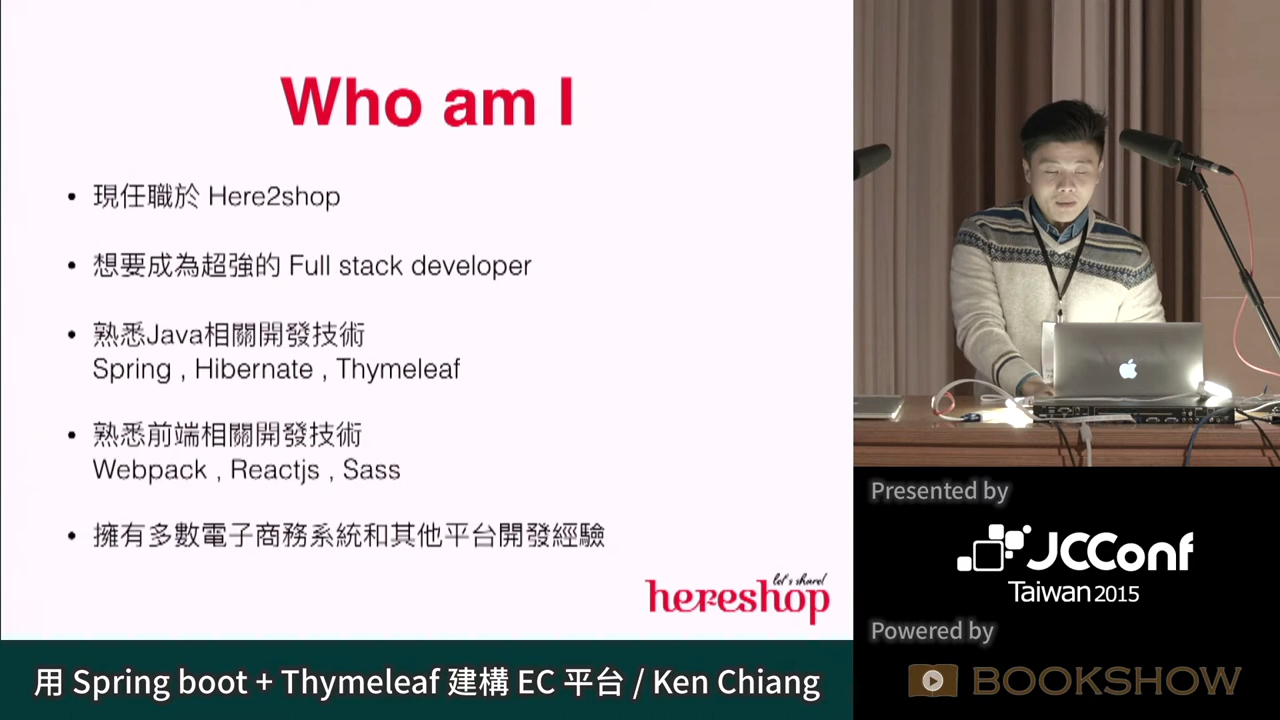 Who am I
• 現任職於 Here2shop
• 想要成為超強的 Full stack developer
• 熟悉Java相關開發技術
Spring , Hibernate , Thymeleaf
• 熟悉前端相關開發技術
Webpack , Reactjs , Sass
• 擁有多數電子商務系統和其他平台開發經驗
let's share!
hereshop
用 Spring boot + Thymeleaf 建構 EC 平台 / Ken Chiang
Presented by
JCConf
Taiwan 2015
Powered by
BOOKSHOW